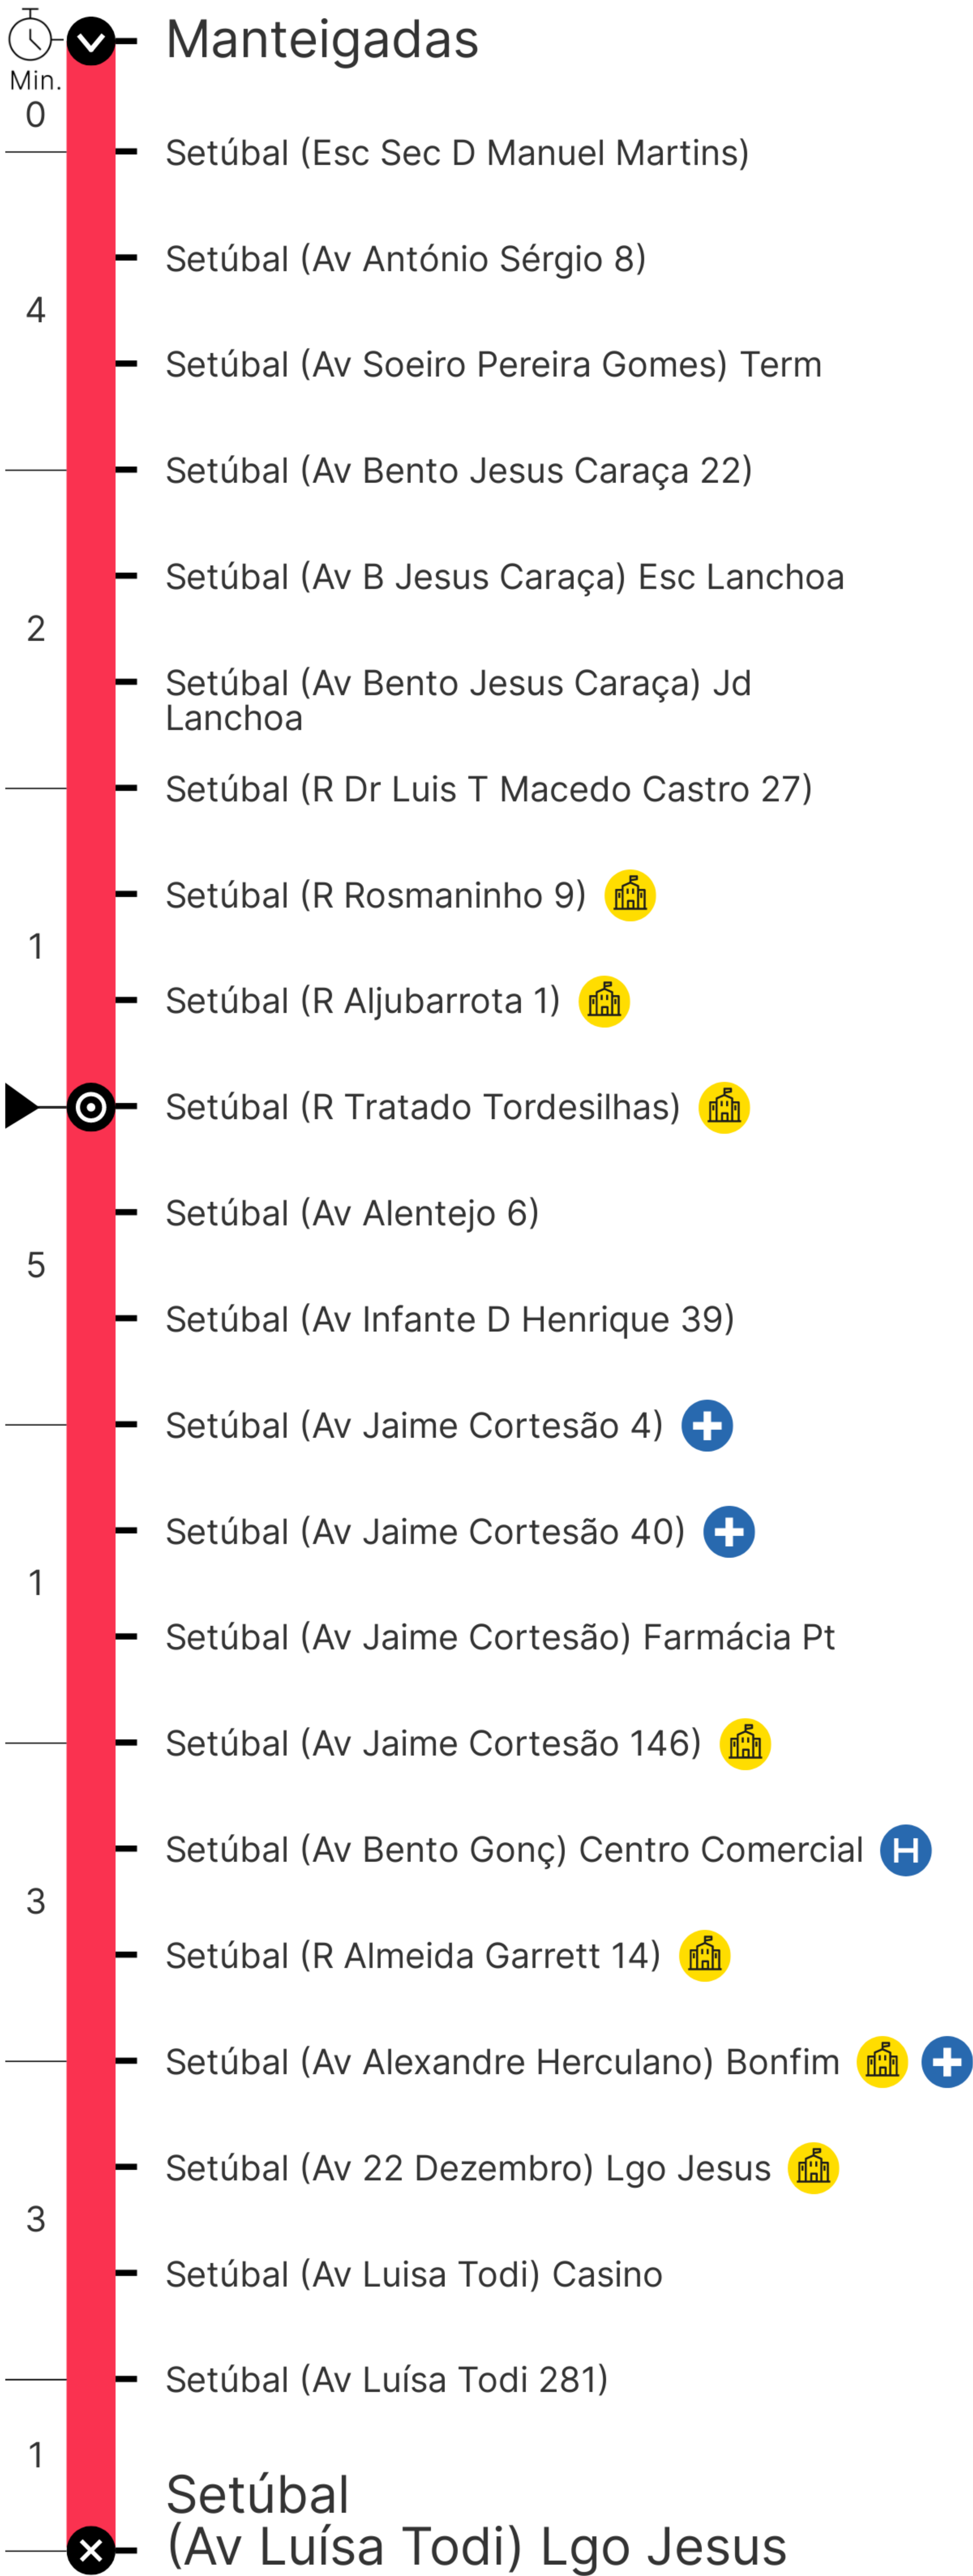 Manteigadas
Min.
0
Setúbal (Esc Sec D Manuel Martins)
Setúbal (Av António Sérgio 8)
4
Setúbal (Av Soeiro Pereira Gomes) Term
Setúbal (Av Bento Jesus Caraça 22)
Setúbal (Av B Jesus Caraça) Esc Lanchoa
2
Setúbal (Av Bento Jesus Caraça) Jd
Lanchoa
Setúbal (R Dr Luis T Macedo Castro 27)
Setúbal (R Rosmaninho 9)
1
Setúbal (R Aljubarrota 1)
Setúbal (R Tratado Tordesilhas)
Setúbal (Av Alentejo 6)
5
Setúbal (Av Infante D Henrique 39)
Setúbal (Av Jaime Cortesão 4)
Setúbal (Av Jaime Cortesão 40)
1
Setúbal (Av Jaime Cortesão) Farmácia Pt
Setúbal (Av Jaime Cortesão 146)
Setúbal (Av Bento Gonç) Centro Comercial H
3
Setúbal (R Almeida Garrett 14)
Setúbal (Av Alexandre Herculano) Bonfim
Setúbal (Av 22 Dezembro) Lgo Jesus
3
Setúbal (Av Luisa Todi) Casino
Setúbal (Av Luísa Todi 281)
1
Setúbal
(Av Luísa Todi) Lgo Jesus